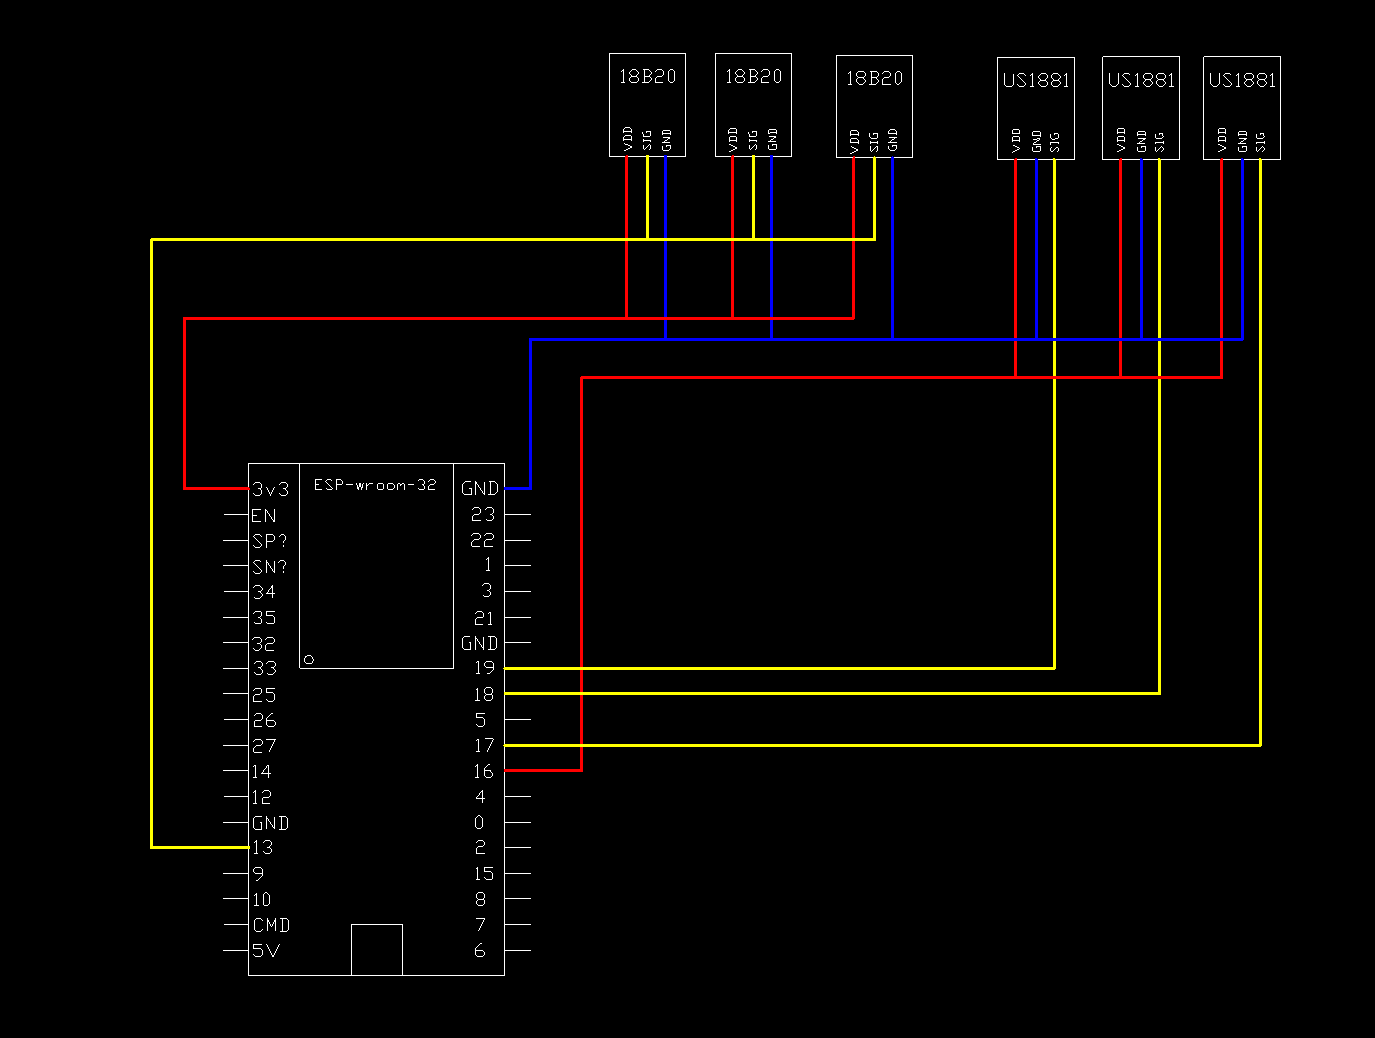 18B20
18B20
18B20
US1881
US1881
US1881
VDD
SIG
GND
VDD
SIG
GND
VDD
SIG
GND
VDD
GND
SIG
VDD
GND
SIG
VDD
GND
SIG
ESP-wroom-32
3v3
EN
SP?
SN?
34
35
32
33
25
26
27
14
12
GND
13
9
10
CMD
5V
GND
23
22
1
3
21
GND
19
18
5
17
16
4
0
2
15
8
7
6